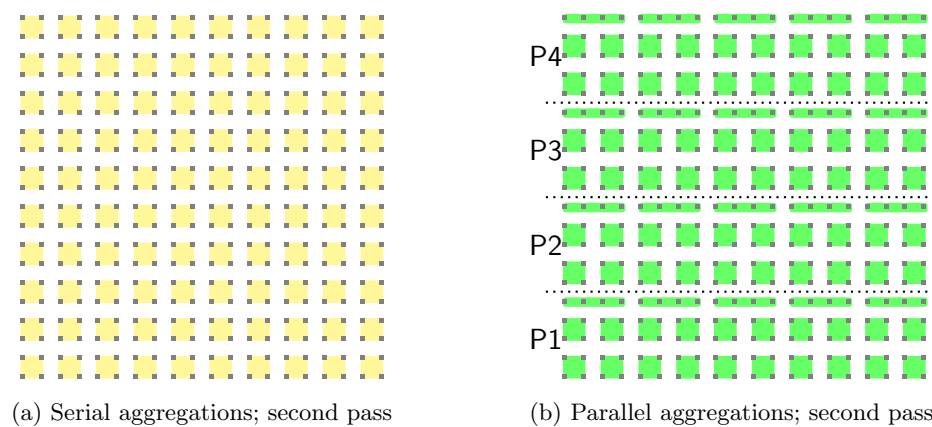 P4
P3
P2
P1
(a) Serial aggregations; second pass
(b) Parallel aggregations; second pass